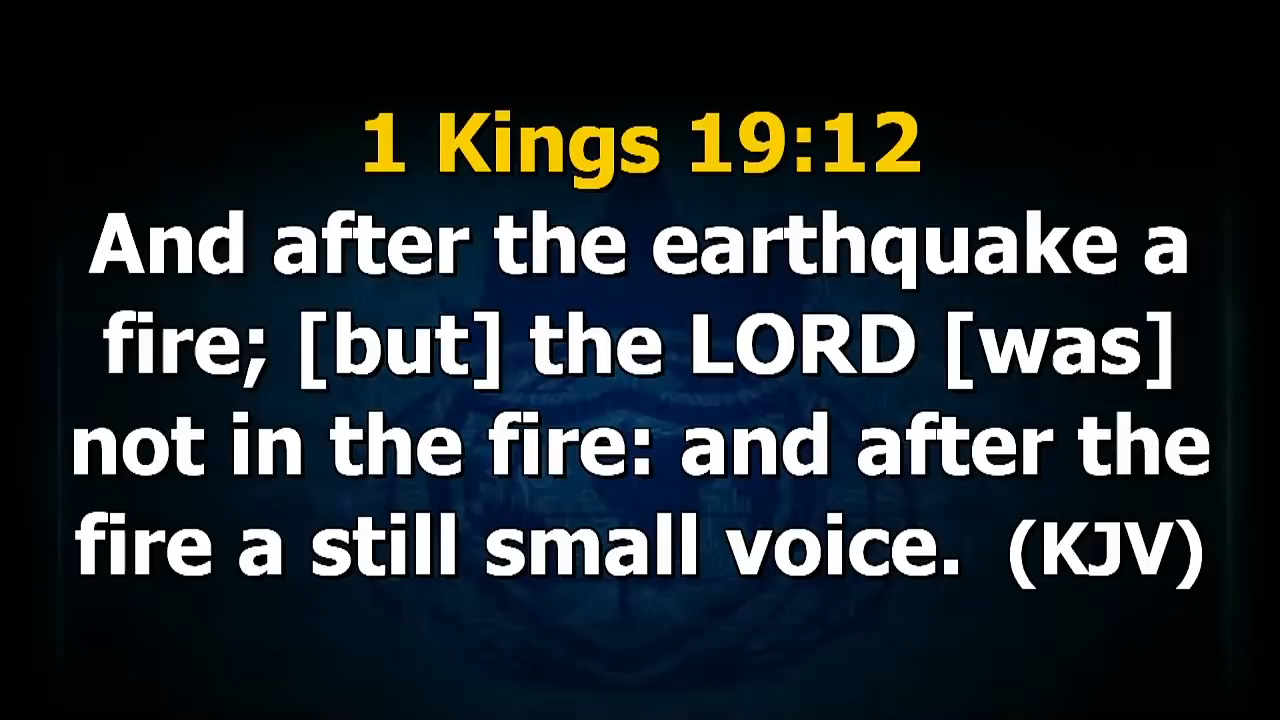 1 Kings 19:12
And after the earthquake a
fire; [but] the LORD [was]
not in the fire: and after the
fire a still small voice.  (KJV)